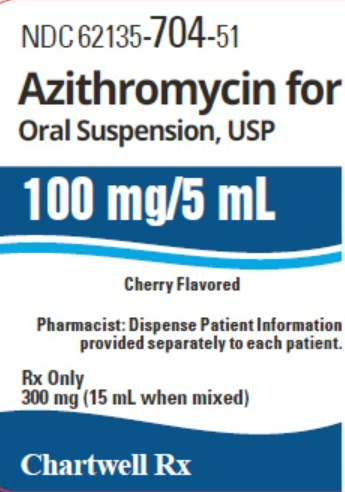 NDC 62135-704-51
Azithromycin for
Oral Suspension, USP
100 mg/5 mL
Cherry Flavored
Pharmacist: Dispense Patient Information
provided separately to each patient.
Rx Only
300 mg (15 mL when mixed)
Chartwell Rx